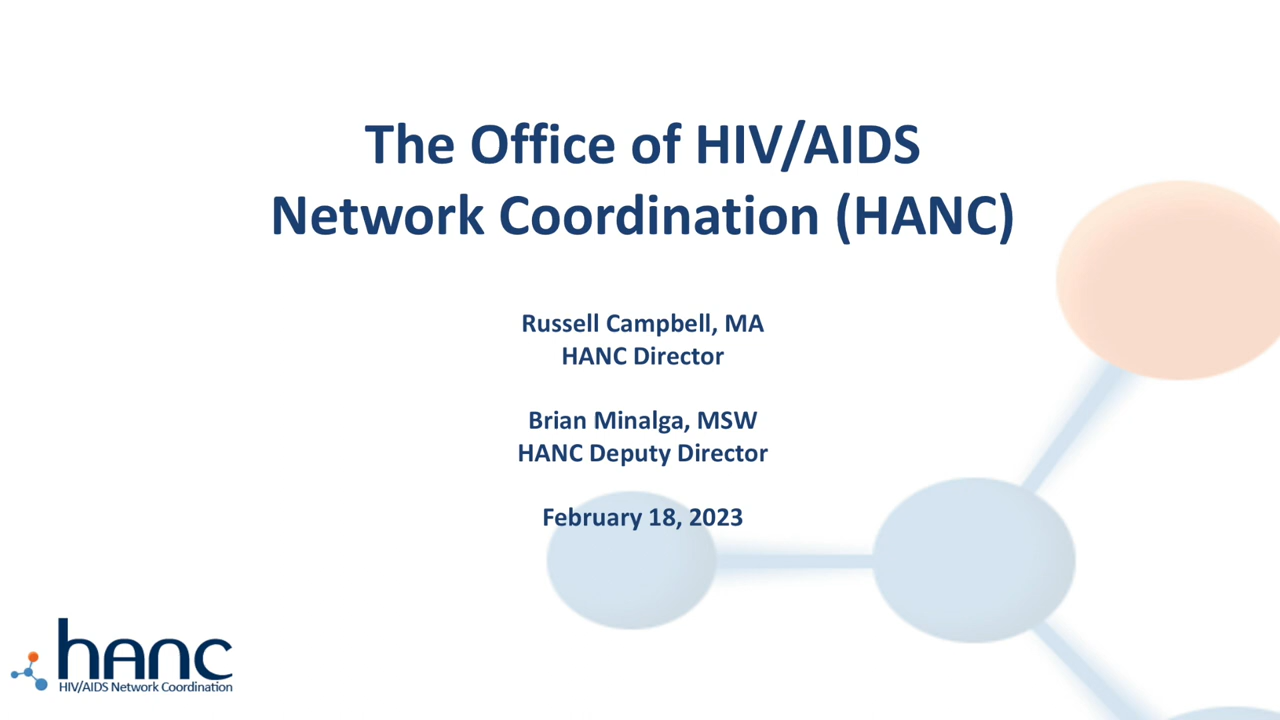 The Office of HIV/AIDS
Network Coordination (HANC)
Russell Campbell, MA
HANC Director
Brian Minalga, MSW
HANC Deputy Director
February 18, 2023
hanc
HIV/AIDS Network Coordination